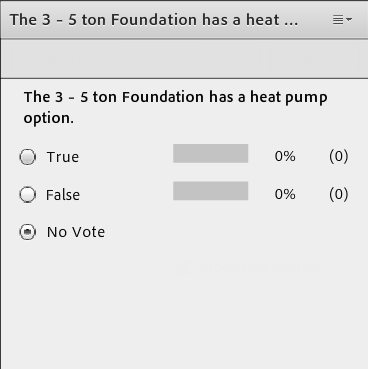 The 3 - 5 ton Foundation has a heat ...
The 3 - 5 ton Foundation has a heat pump
option.
True 0% (0)
False 0% (0)
No Vote